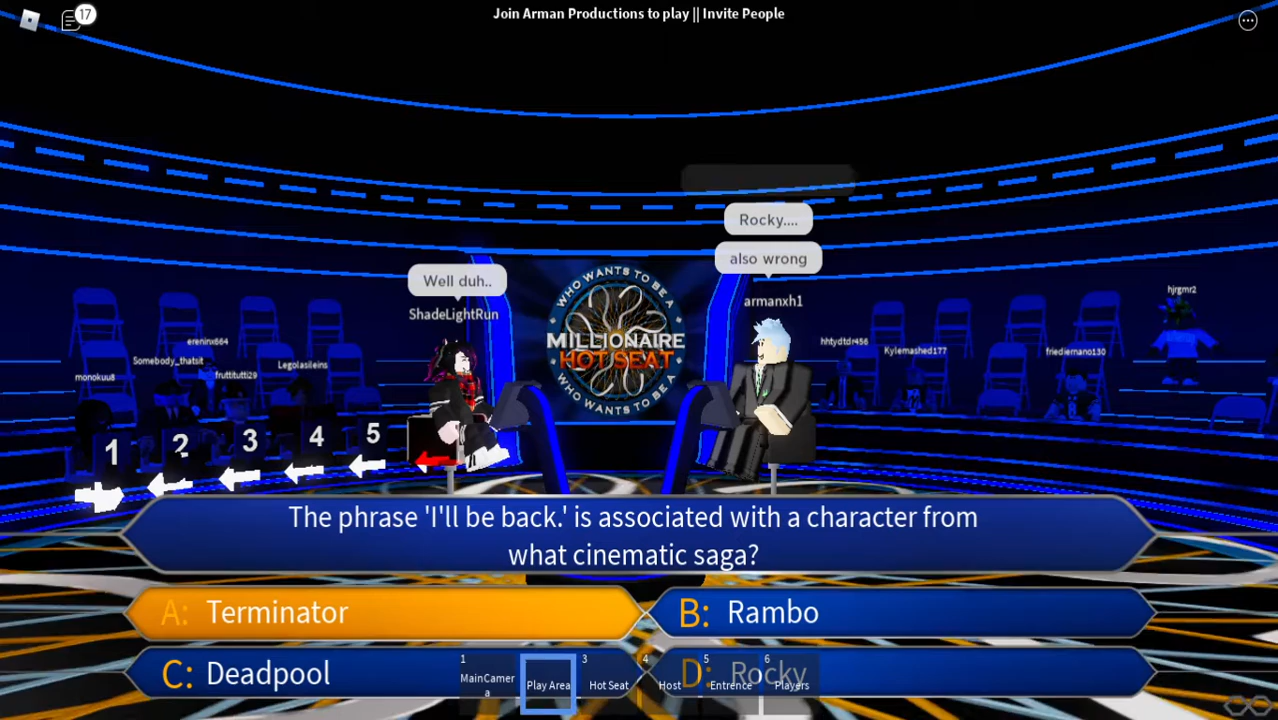 17
Join Arman Productions to play || Invite People
Rocky....
also wrong
Well duh..
ShadeLightRun
armanxh1
hjrgmr2
WHO WANTS TO BE A
MILLIONAIRE
HOT SEAT
WHO WANTS TO BE A
ereninx664
Somebody_thatsit
Legolasileins
monokuu8
fruttitutti29
hhtydtdr456
Kylemashed177
friedemano130
1
2
3
4
5
The phrase 'I'll be back.' is associated with a character from
what cinematic saga?
A: Terminator
B: Rambo
C: Deadpool
D: Rocky
1 MainCamera
Play Area
3 Hot Seat
4 Host
5 Entrence
6 Players